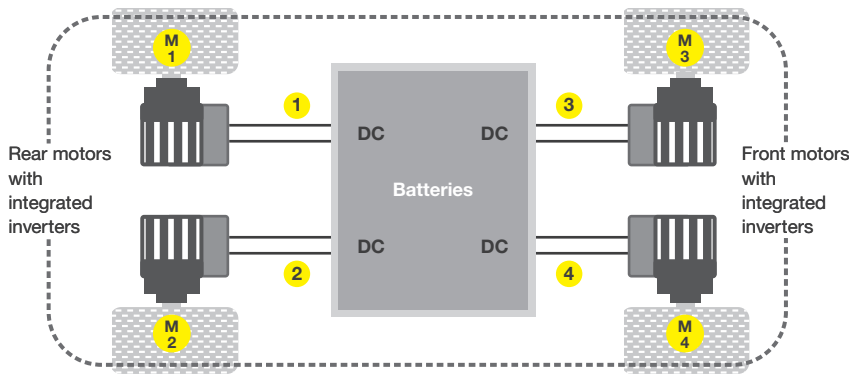 M
1
M
3
1
3
DC
DC
Rear motors
with
integrated
inverters
Batteries
Front motors
with
integrated
inverters
DC
DC
2
4
M
2
M
4